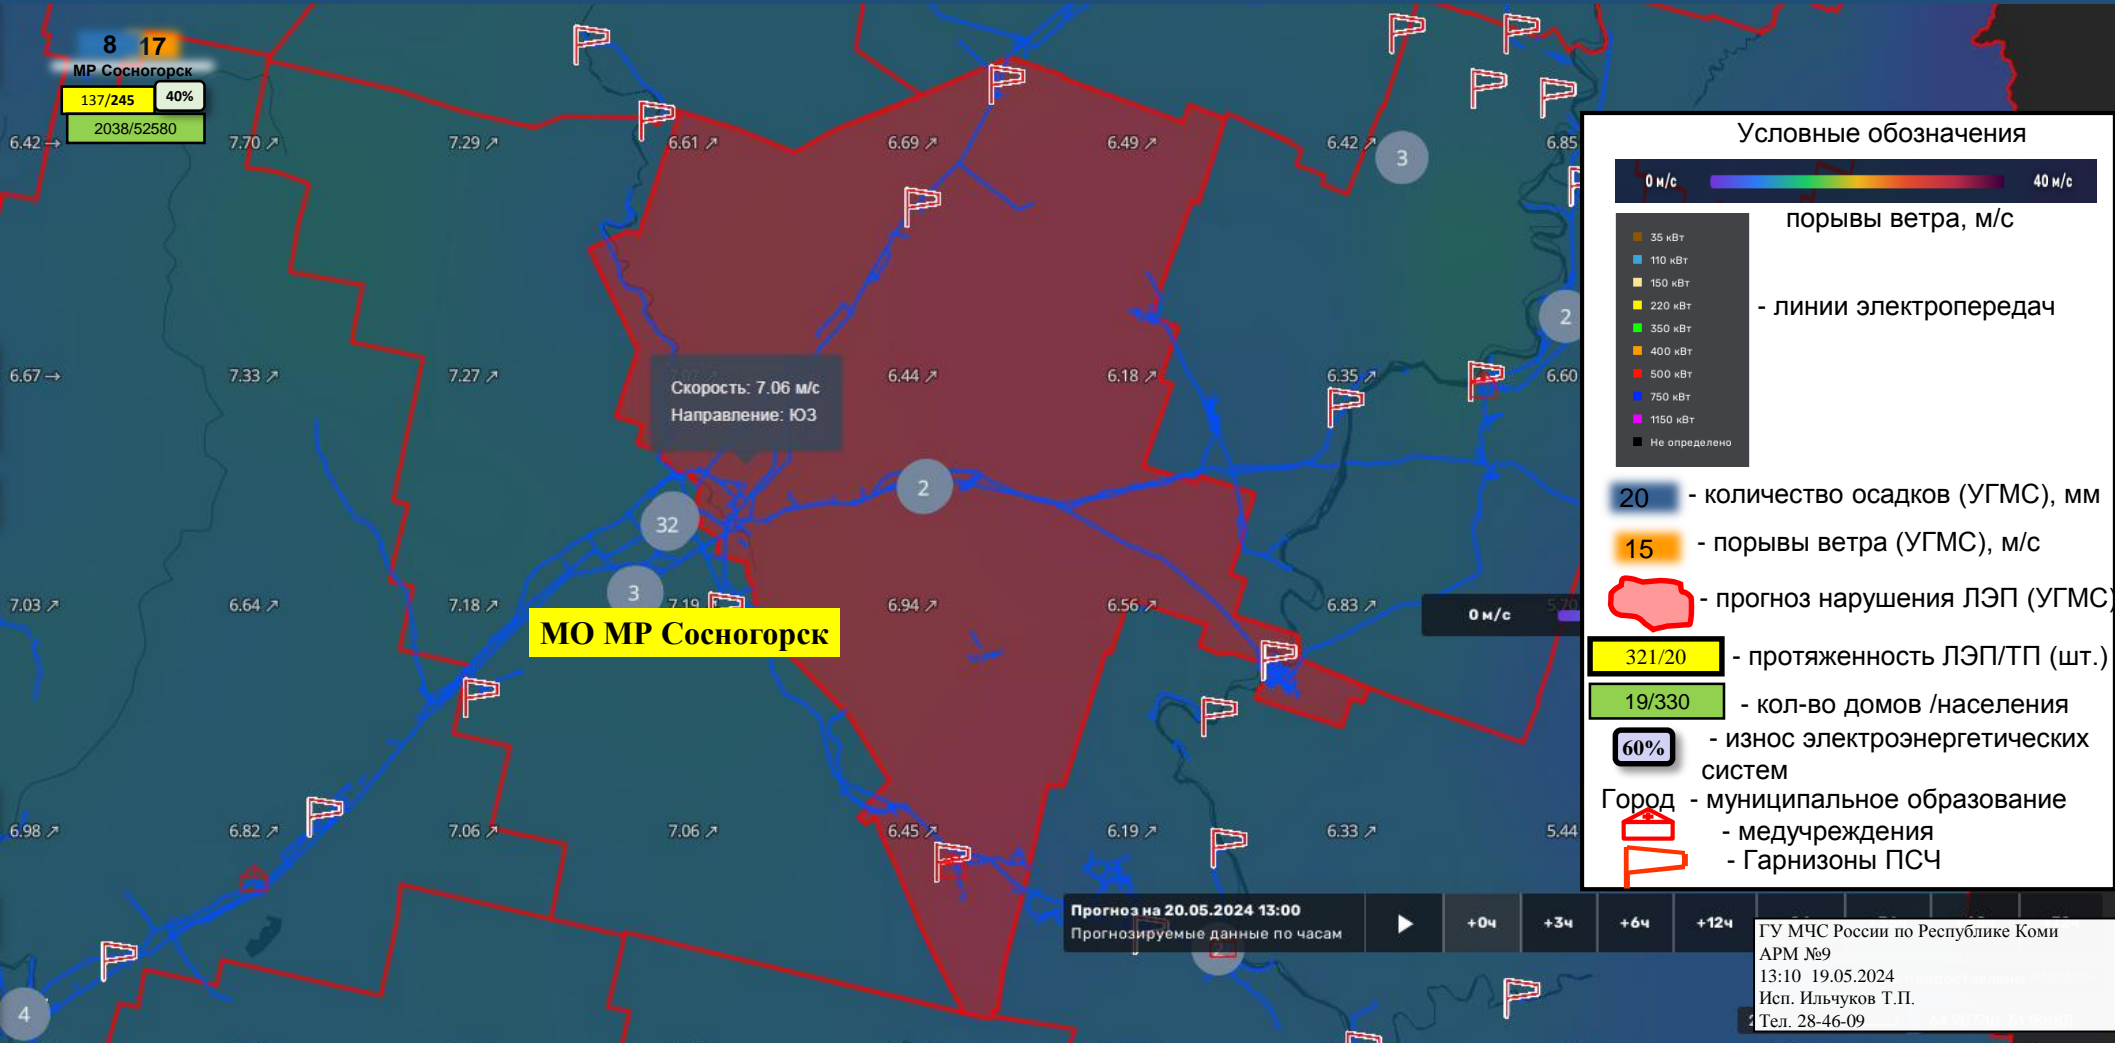 8 17
МР Сосногорск
137/245 40%
2038/52580
6.42 → 7.70 ↗ 7.29 ↗ 6.61 ↗ 6.69 ↗ 6.49 ↗ 6.42 ↗ 3 6.85
2
6.67 → 7.33 ↗ 7.27 ↗ 6.44 ↗ 6.18 ↗ 6.35 ↗ 6.60
Скорость: 7.06 м/с
Направление: ЮЗ
2
32
3
7.03 ↗ 6.64 ↗ 7.18 ↗ 7.19 6.94 ↗ 6.56 ↗ 6.83 ↗ 5.70
0 м/с
МО МР Сосногорск
6.98 ↗ 6.82 ↗ 7.06 ↗ 7.06 ↗ 6.45 ↗ 6.19 ↗ 6.33 ↗ 5.44
4
2
Прогноз на 20.05.2024 13:00
Прогнозируемые данные по часам
+0ч +3ч +6ч +12ч
Условные обозначения
0 м/с 40 м/с
порывы ветра, м/с
35 кВт
110 кВт
150 кВт
220 кВт
350 кВт
400 кВт
500 кВт
750 кВт
1150 кВт
Не определено
- линии электропередач
20 - количество осадков (УГМС), мм
15 - порывы ветра (УГМС), м/с
- прогноз нарушения ЛЭП (УГМС)
321/20 - протяженность ЛЭП/ТП (шт.)
19/330 - кол-во домов /населения
60% - износ электроэнергетических
систем
Город - муниципальное образование
- медучреждения
- Гарнизоны ПСЧ
ГУ МЧС России по Республике Коми
АРМ №9
13:10 19.05.2024
Исп. Ильчуков Т.П.
Тел. 28-46-09